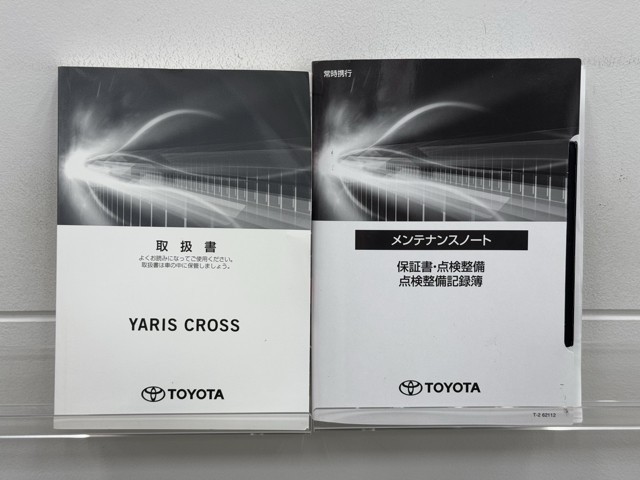 取扱書
よくお読みになってご使用ください。
取扱書は車の中に保管しましょう。
YARIS CROSS
TOYOTA
常時携行
メンテナンスノート
保証書・点検整備
点検整備記録簿
TOYOTA
T-2 62112